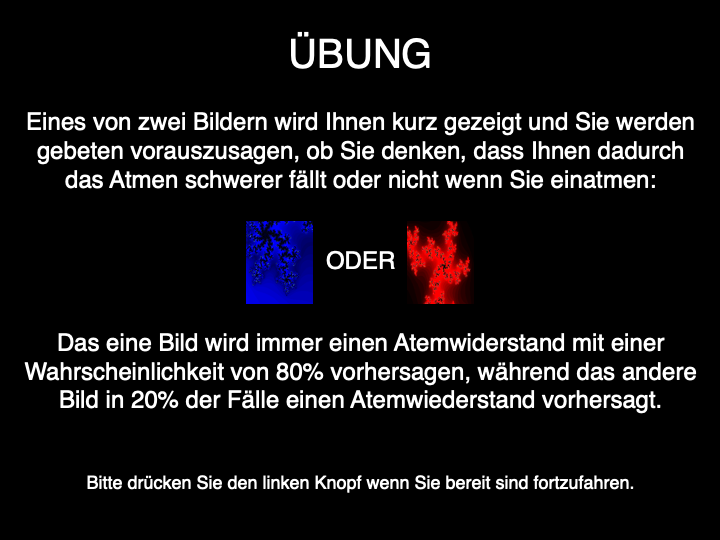 ÜBUNG
Eines von zwei Bildern wird Ihnen kurz gezeigt und Sie werden
gebeten vorauszusagen, ob Sie denken, dass Ihnen dadurch
das Atmen schwerer fällt oder nicht wenn Sie einatmen:
ODER
Das eine Bild wird immer einen Atemwiderstand mit einer
Wahrscheinlichkeit von 80% vorhersagen, während das andere
Bild in 20% der Fälle einen Atemwiederstand vorhersagt.
Bitte drücken Sie den linken Knopf wenn Sie bereit sind fortzufahren.